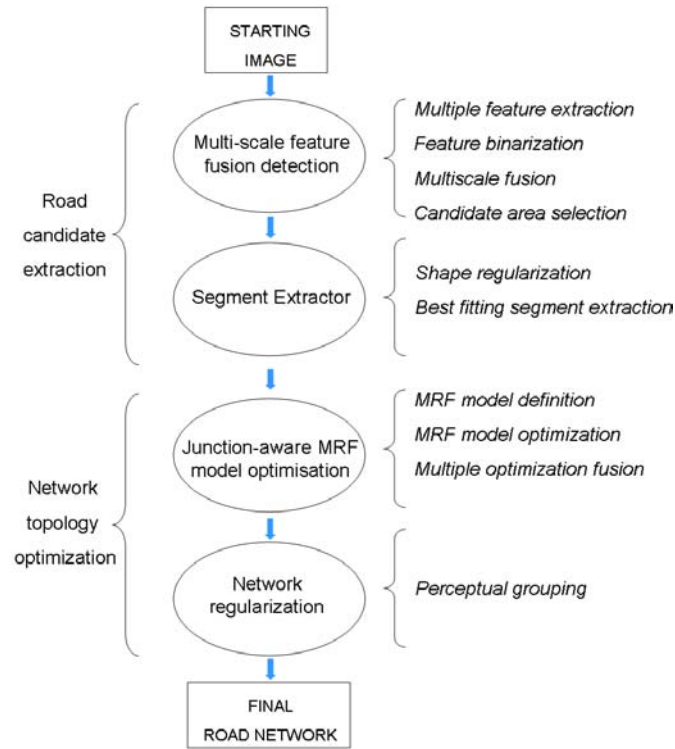 STARTING
IMAGE
Multi-scale feature
fusion detection
Multiple feature extraction
Feature binarization
Multiscale fusion
Candidate area selection
Road
candidate
extraction
Segment Extractor
Shape regularization
Best fitting segment extraction
Junction-aware MRF
model optimisation
MRF model definition
MRF model optimization
Multiple optimization fusion
Network
topology
optimization
Network
regularization
Perceptual grouping
FINAL
ROAD NETWORK